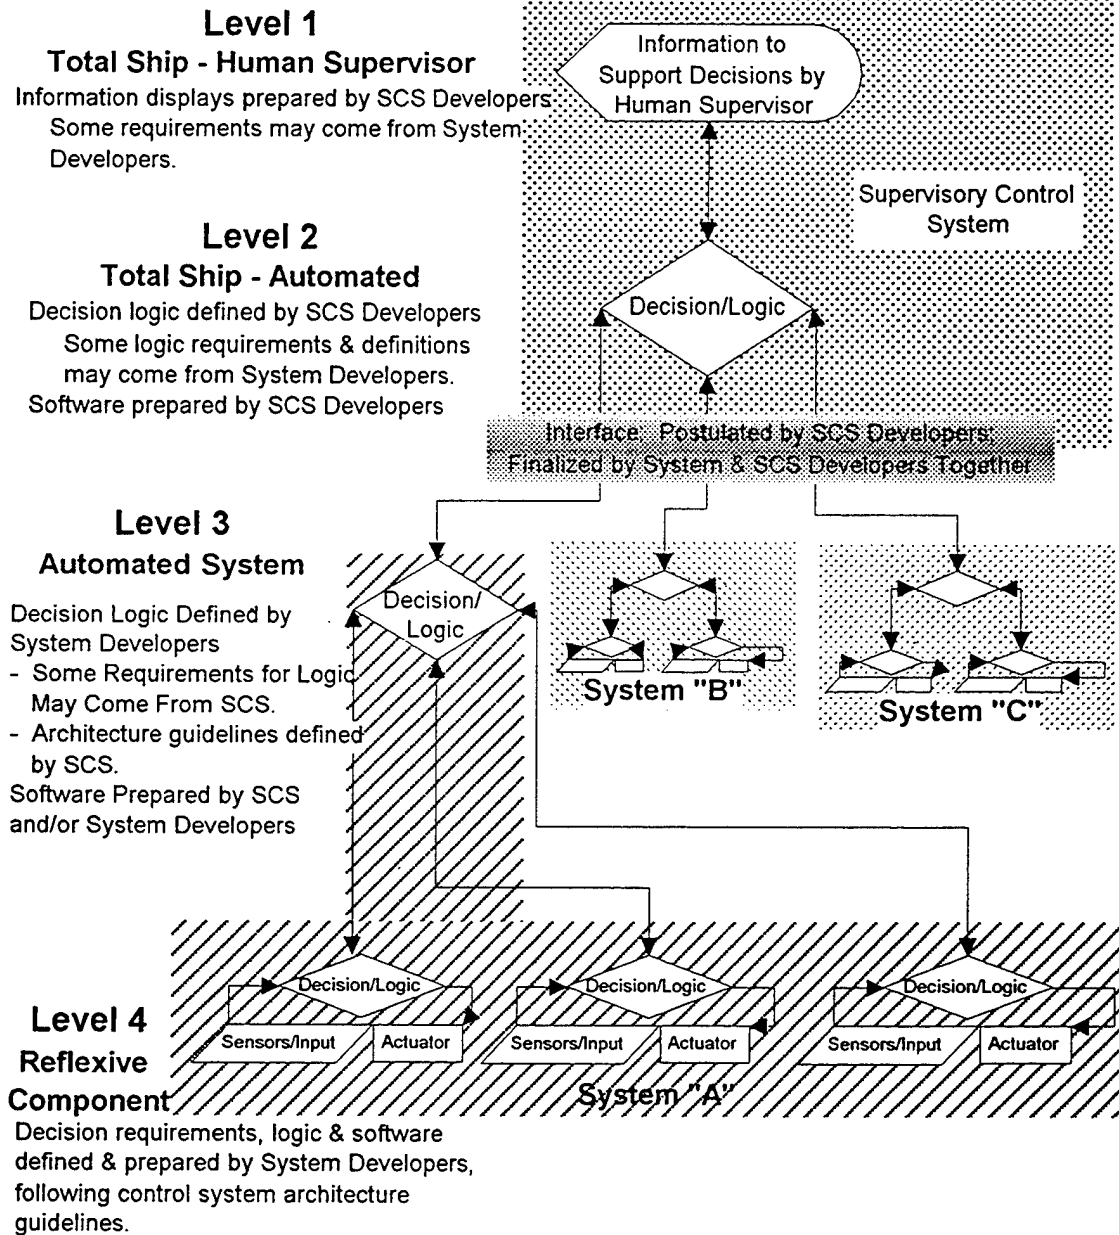 Level 1
Total Ship - Human Supervisor
Information displays prepared by SCS Developers
Some requirements may come from System
Developers.
Information to
Support Decisions by
Human Supervisor
Supervisory Control
System
Level 2
Total Ship - Automated
Decision logic defined by SCS Developers
Some logic requirements & definitions
may come from System Developers.
Software prepared by SCS Developers
Decision/Logic
Interface: Postulated by SCS Developers;
Finalized by System & SCS Developers Together
Level 3
Automated System
Decision Logic Defined by
System Developers
- Some Requirements for Logic
May Come From SCS.
- Architecture guidelines defined
by SCS.
Software Prepared by SCS
and/or System Developers
Decision/
Logic
System "B"
System "C"
Level 4
Reflexive
Component
Decision requirements, logic & software
defined & prepared by System Developers,
following control system architecture
guidelines.
Decision/Logic
Sensors/Input
Actuator
Decision/Logic
Sensors/Input
Actuator
Decision/Logic
Sensors/Input
Actuator
System "A"